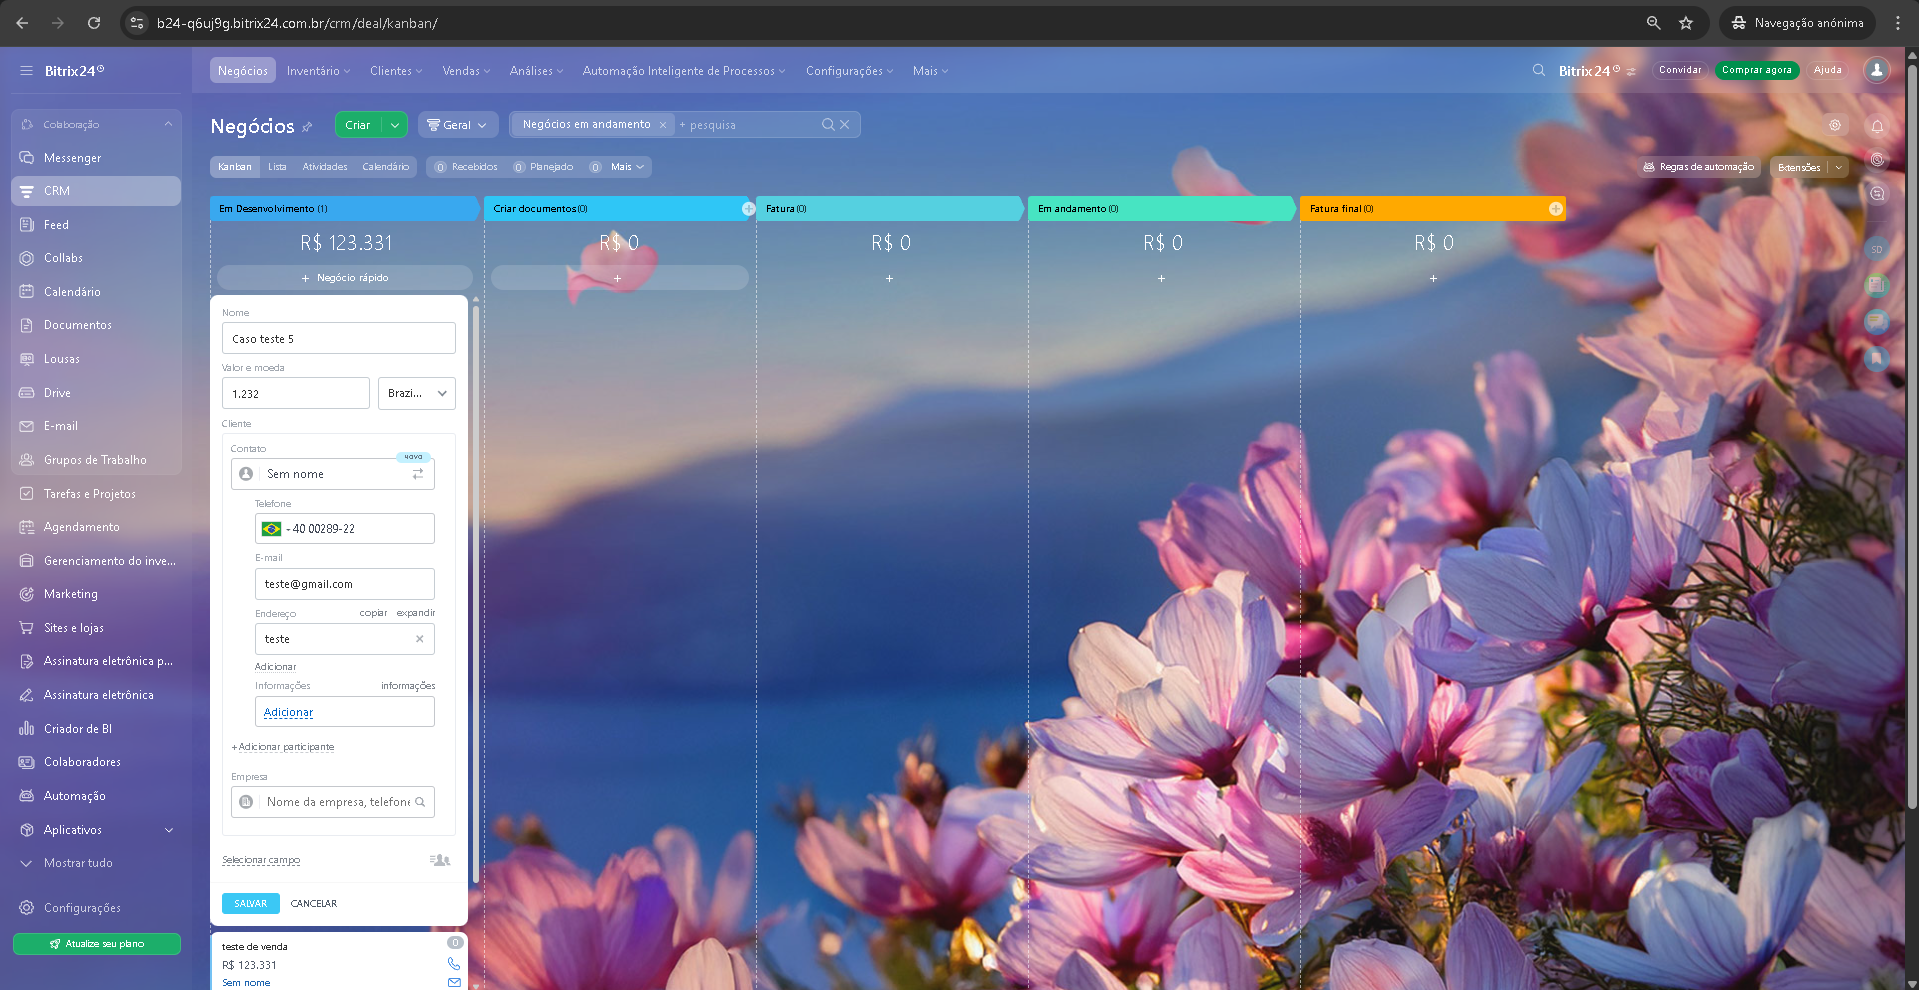 b24-q6uj9g.bitrix24.com.br/crm/deal/kanban/
Navegação anónima
Bitrix24
Negócios
Inventário
Clientes
Vendas
Análises
Automação Inteligente de Processos
Configurações
Mais
Bitrix 24
Convidar
Comprar agora
Ajuda
Colaboração
Messenger
CRM
Feed
Collabs
Calendário
Documentos
Lousas
Drive
E-mail
Grupos de Trabalho
Tarefas e Projetos
Agendamento
Gerenciamento do inve...
Marketing
Sites e lojas
Assinatura eletrônica p...
Assinatura eletrônica
Criador de BI
Colaboradores
Automação
Aplicativos
Mostrar tudo
Configurações
Atualize seu plano
Negócios
Criar
Geral
Negócios em andamento
+ pesquisa
Kanban
Lista
Atividades
Calendário
0 Recebidos
0 Planejado
0 Mais
Regras de automação
Extensões
SD
Em Desenvolvimento (1)
R$ 123.331
+ Negócio rápido
Criar documentos (0)
R$ 0
+
Fatura (0)
R$ 0
+
Em andamento (0)
R$ 0
+
Fatura final (0)
R$ 0
+
Nome
Caso teste 5
Valor e moeda
1.232
Brazi...
Cliente
Contato
novo
Sem nome
Telefone
- 40 00289-22
E-mail
teste@gmail.com
Endereço
copiar
expandir
teste
Adicionar
Informações
informações
Adicionar
+ Adicionar participante
Empresa
Nome da empresa, telefone
Selecionar campo
SALVAR
CANCELAR
teste de venda
0
R$ 123.331
Sem nome